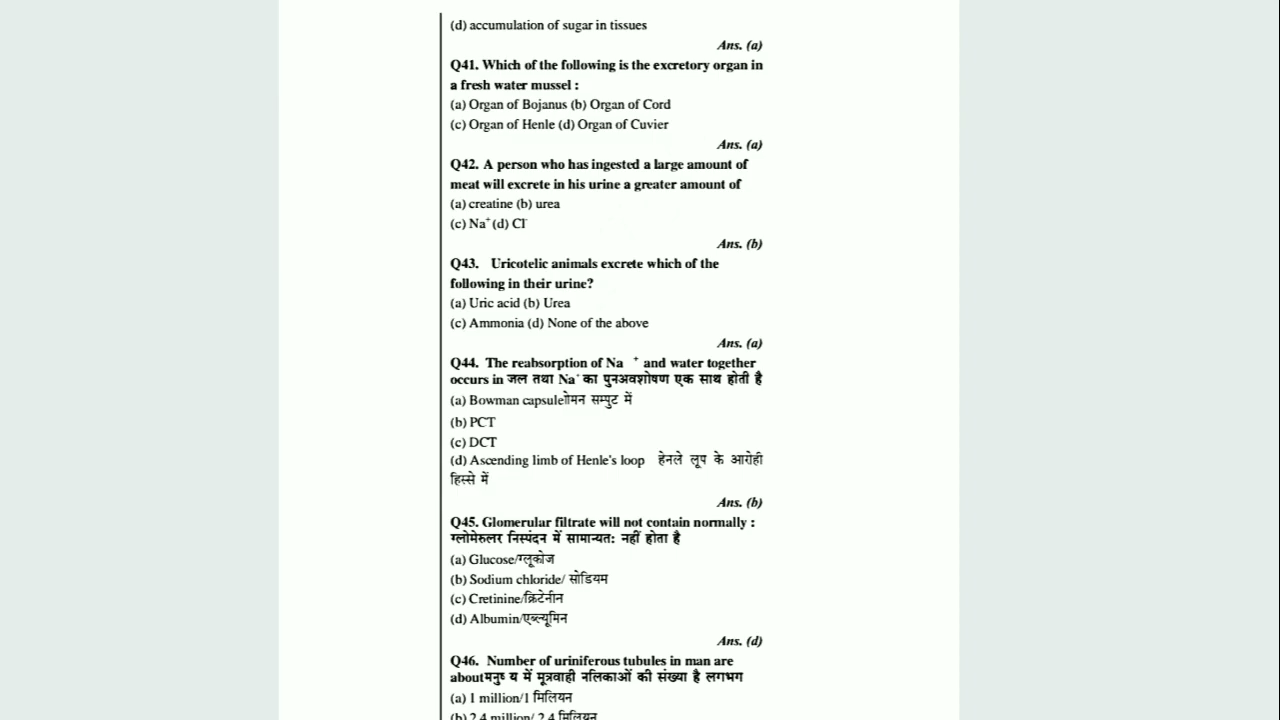 (d) accumulation of sugar in tissues
Ans. (a)
Q41. Which of the following is the excretory organ in
a fresh water mussel :
(a) Organ of Bojanus (b) Organ of Cord
(c) Organ of Henle (d) Organ of Cuvier
Ans. (a)
Q42. A person who has ingested a large amount of
meat will excrete in his urine a greater amount of
(a) creatine (b) urea
(c) Na⁺ (d) Cl⁻
Ans. (b)
Q43. Uricotelic animals excrete which of the
following in their urine?
(a) Uric acid (b) Urea
(c) Ammonia (d) None of the above
Ans. (a)
Q44. The reabsorption of Na ⁺ and water together
occurs in जल तथा Na⁺ का पुनअवशोषण एक साथ होती है
(a) Bowman capsuleोमन सम्पुट में
(b) PCT
(c) DCT
(d) Ascending limb of Henle's loop हेनले लूप के आरोही
हिस्से में
Ans. (b)
Q45. Glomerular filtrate will not contain normally :
ग्लोमेरुलर निस्पंदन में सामान्यत: नहीं होता है
(a) Glucose/ग्लूकोज
(b) Sodium chloride/ सोडियम
(c) Cretinine/क्रिटेनीन
(d) Albumin/एब्ल्यूमिन
Ans. (d)
Q46. Number of uriniferous tubules in man are
aboutमनुष् य में मूत्रवाही नलिकाओं की संख्या है लगभग
(a) 1 million/1 मिलियन
(b) 2.4 million/ 2.4 मिलियन